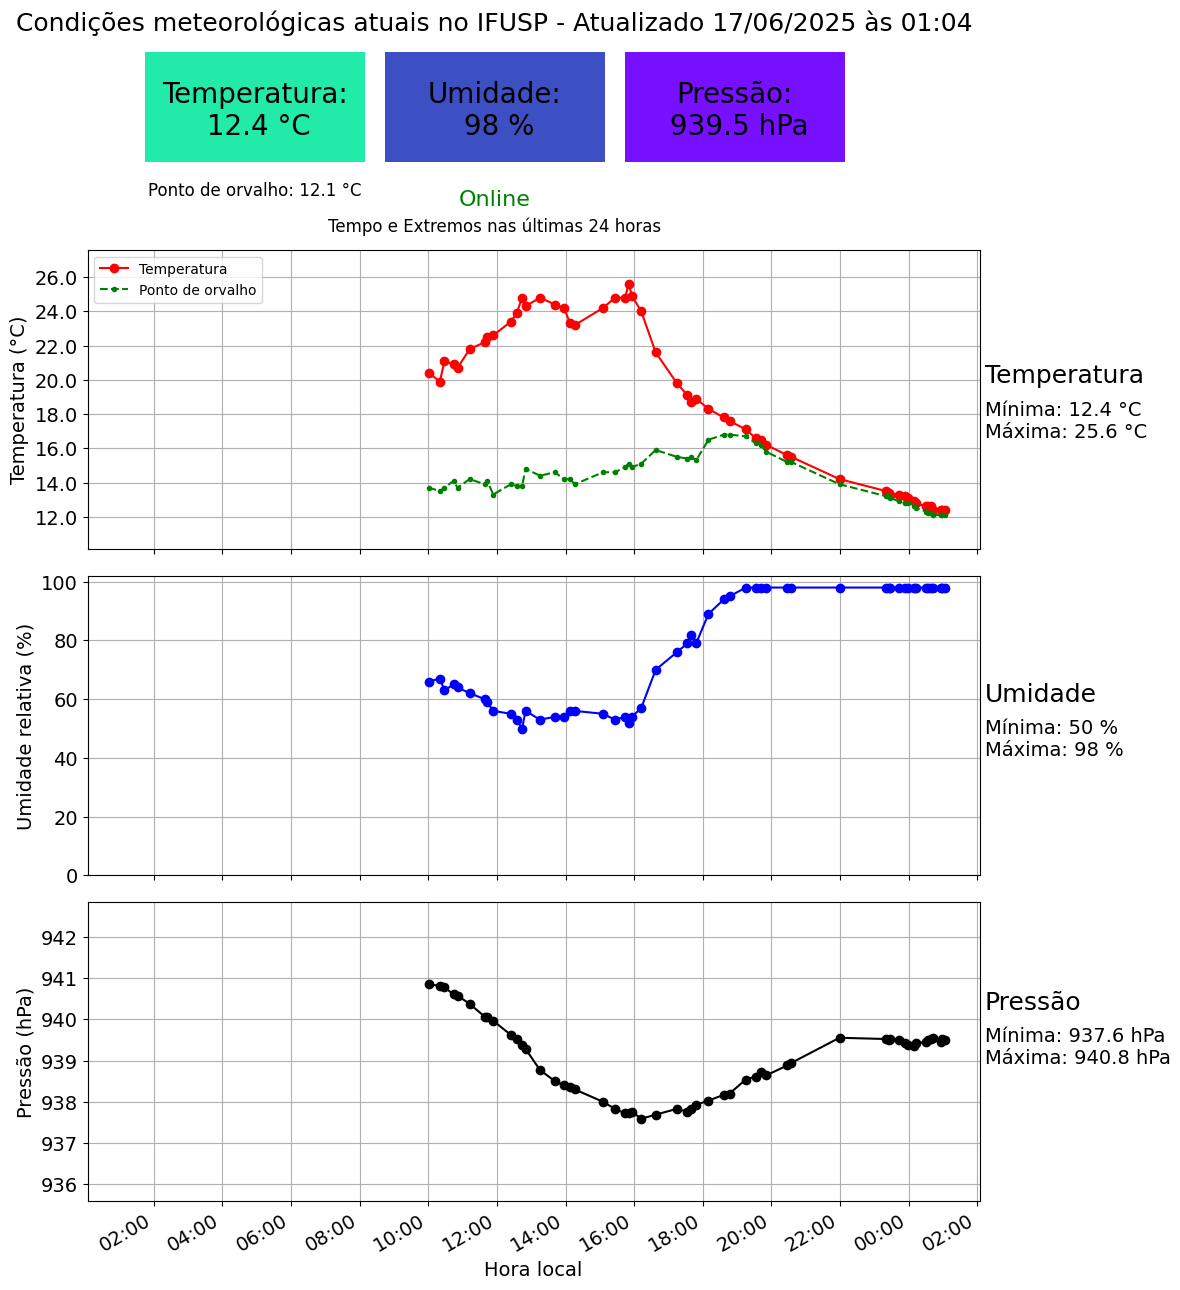 Condições meteorológicas atuais no IFUSP - Atualizado 17/06/2025 às 01:04
Temperatura:
12.4 °C
Umidade:
98 %
Pressão:
939.5 hPa
Ponto de orvalho: 12.1 °C
Online
Tempo e Extremos nas últimas 24 horas
Temperatura
Ponto de orvalho
Temperatura (°C)
26.0
24.0
22.0
20.0
18.0
16.0
14.0
12.0
Temperatura
Mínima: 12.4 °C
Máxima: 25.6 °C
Umidade relativa (%)
100
80
60
40
20
0
Umidade
Mínima: 50 %
Máxima: 98 %
Pressão (hPa)
942
941
940
939
938
937
936
Pressão
Mínima: 937.6 hPa
Máxima: 940.8 hPa
02:00 04:00 06:00 08:00 10:00 12:00 14:00 16:00 18:00 20:00 22:00 00:00 02:00
Hora local